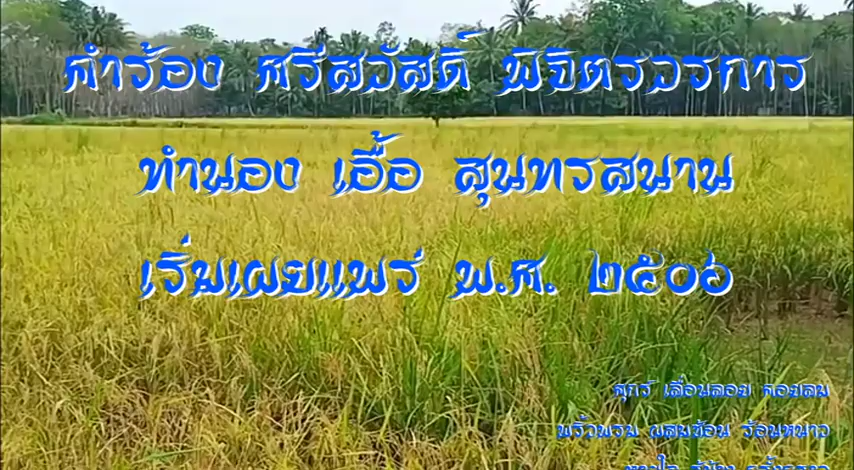 คำร้อง ศรีสวัสดิ์ พิจิตรวรการ
ทำนอง เอื้อ สุนทรสนาน
เริ่มเผยแพร่ พ.ศ. ๒๕๐๖
ศุกร์ เลื่อนลอย คอยลม
พริ้วพรม ผสมซ้อน ร้อนหนาว